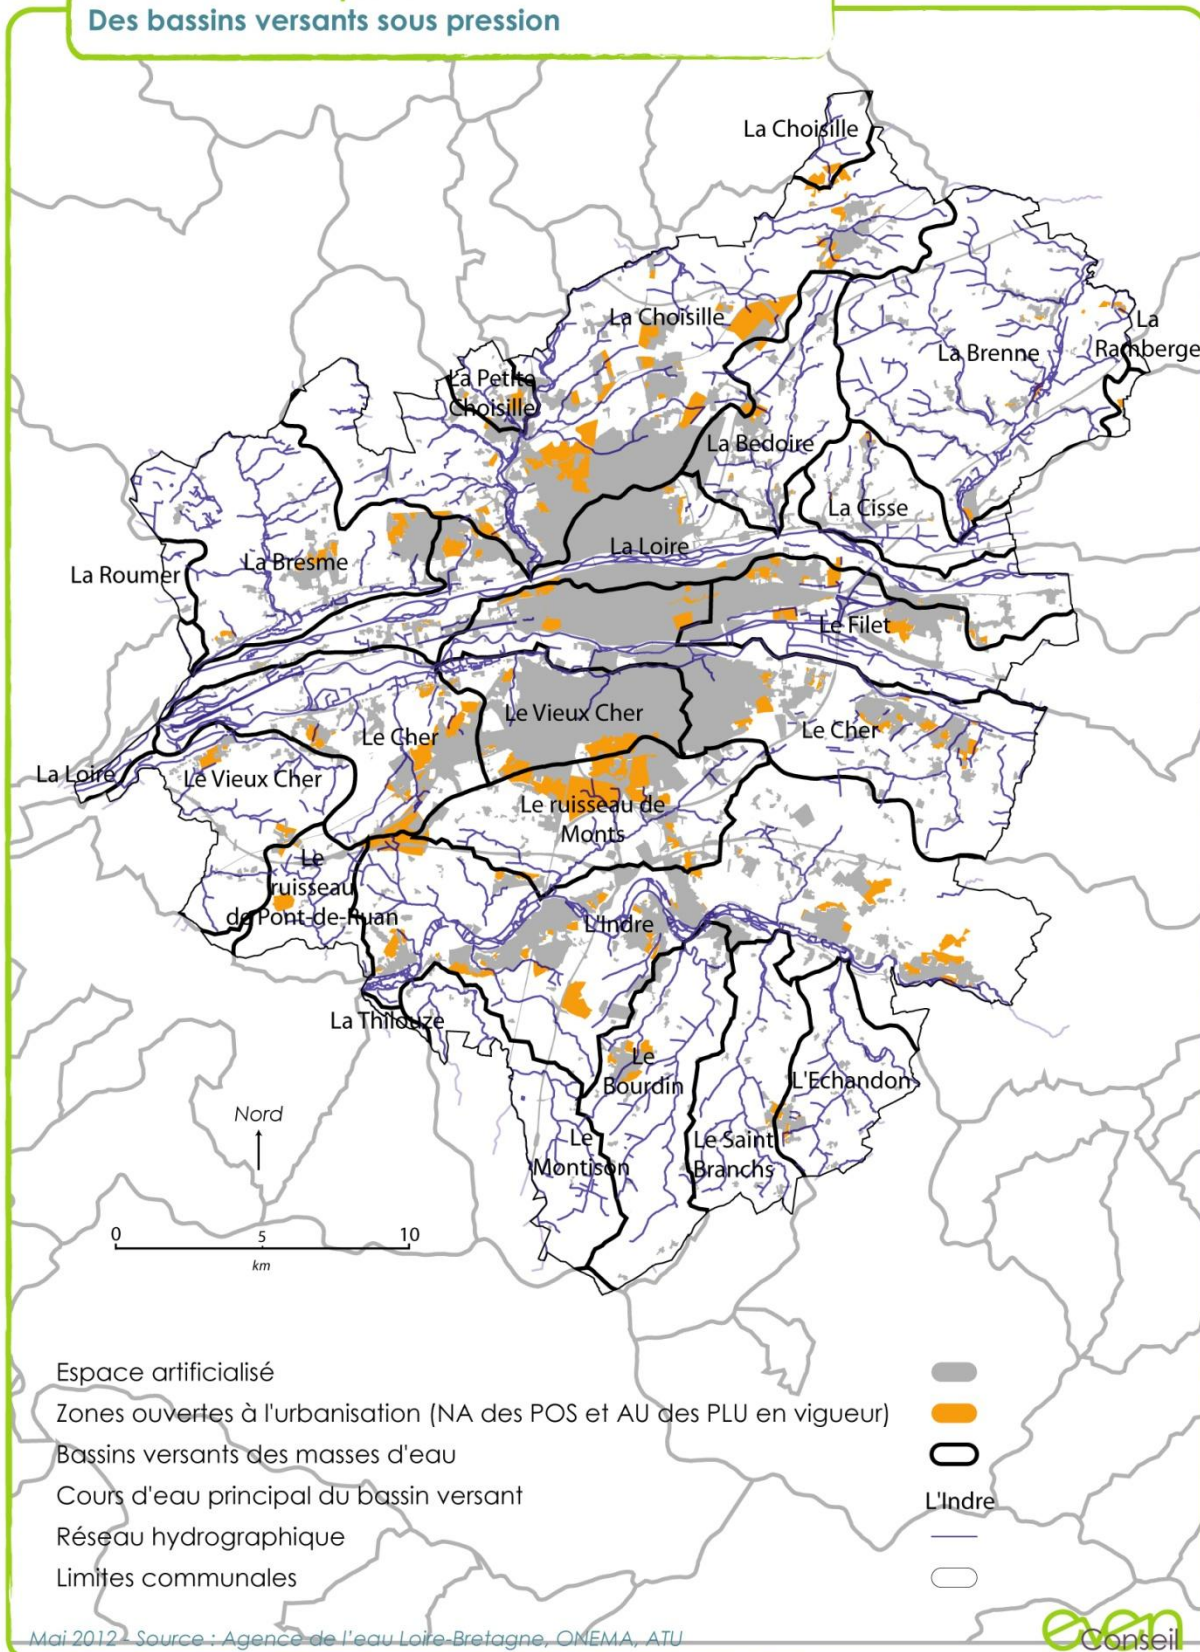 Des bassins versants sous pression
La Choisille
La Choisille
La
Ramberge
La Brenne
La Petite
Choisille
La Bédoire
La Cisse
La Loire
La Bresme
La Roumer
Le Filet
Le Vieux Cher
Le Cher
Le Cher
La Loire
Le Vieux Cher
Le ruisseau de
Monts
Le
ruisseau
de Pont-de-Ruan
L'Indre
La Thilouze
Le
Bourdin
L'Echandon
Le
Montison
Le Saint
Branchs
Nord
0 5 10
km
Espace artificialisé
Zones ouvertes à l'urbanisation (NA des POS et AU des PLU en vigueur)
Bassins versants des masses d'eau
Cours d'eau principal du bassin versant
L'Indre
Réseau hydrographique
Limites communales
Mai 2012 - Source : Agence de l'eau Loire-Bretagne, ONEMA, ATU
even
Conseil